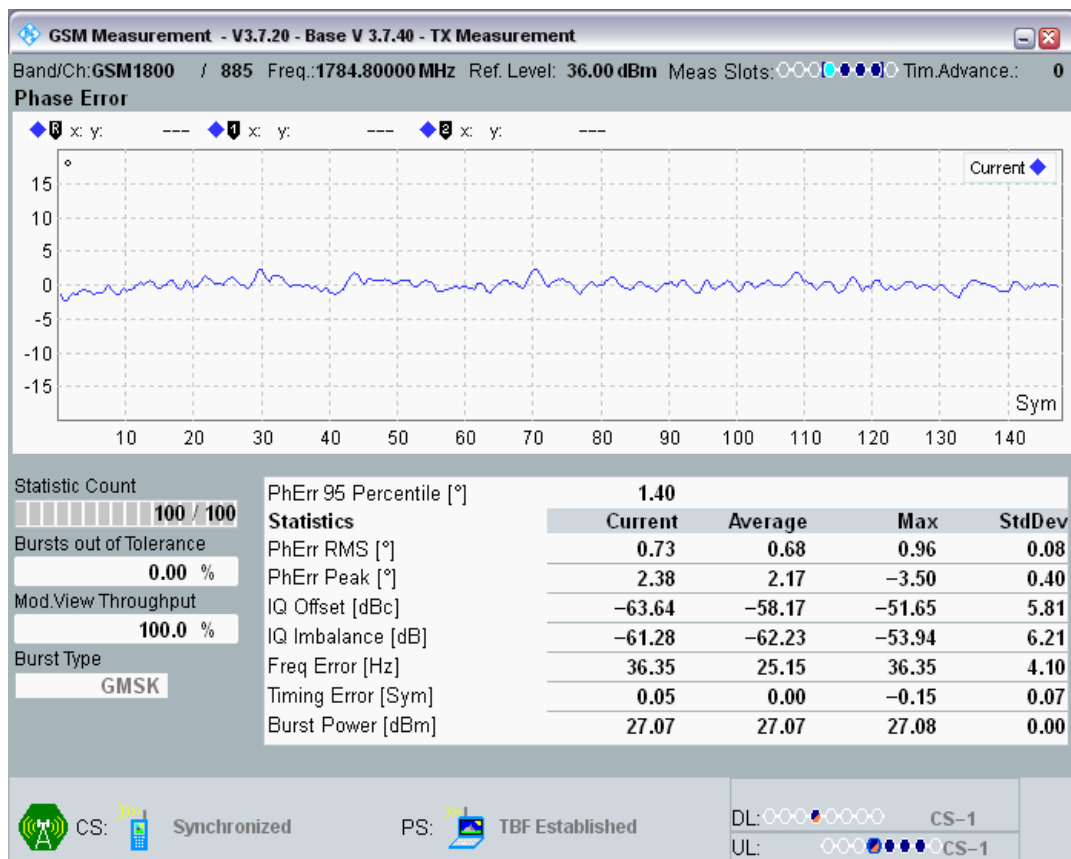 GSM Measurement - V3.7.20 - Base V 3.7.40 - TX Measurement
Band/Ch:GSM1800 / 885 Freq.:1784.80000 MHz Ref. Level: 36.00 dBm Meas Slots: Tim.Advance.: 0
Phase Error
R x: y: --- 1 x: y: --- 2 x: y: ---
°
Current
15
10
5
0
-5
-10
-15
Sym
10 20 30 40 50 60 70 80 90 100 110 120 130 140
Statistic Count
100 / 100
Bursts out of Tolerance
0.00 %
Mod.View Throughput
100.0 %
Burst Type
GMSK
PhErr 95 Percentile [°] 1.40
Statistics Current Average Max StdDev
PhErr RMS [°] 0.73 0.68 0.96 0.08
PhErr Peak [°] 2.38 2.17 −3.50 0.40
IQ Offset [dBc] −63.64 −58.17 −51.65 5.81
IQ Imbalance [dB] −61.28 −62.23 −53.94 6.21
Freq Error [Hz] 36.35 25.15 36.35 4.10
Timing Error [Sym] 0.05 0.00 −0.15 0.07
Burst Power [dBm] 27.07 27.07 27.08 0.00
CS: Synchronized PS: TBF Established
DL: CS−1
UL: CS−1